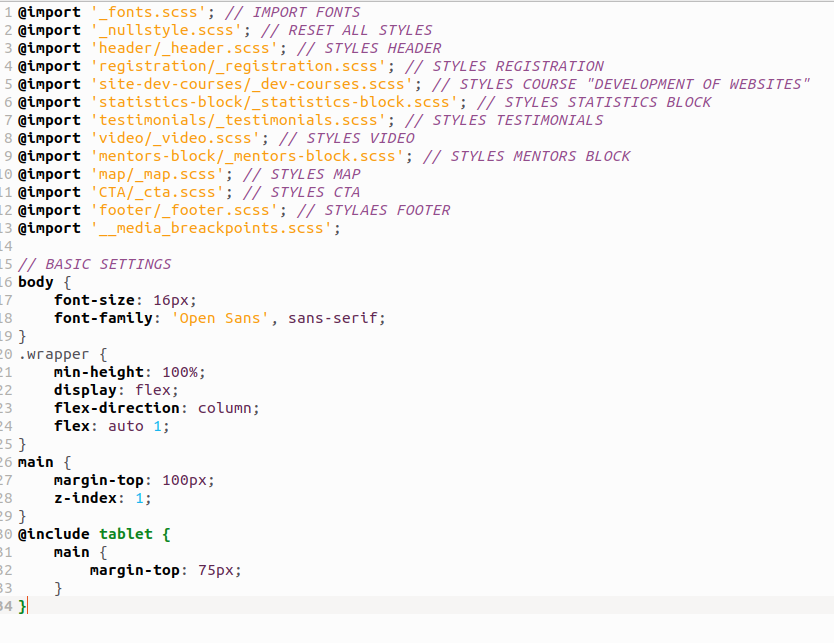 1 @import '_fonts.scss'; // IMPORT FONTS
2 @import '_nullstyle.scss'; // RESET ALL STYLES
3 @import 'header/_header.scss'; // STYLES HEADER
4 @import 'registration/_registration.scss'; // STYLES REGISTRATION
5 @import 'site-dev-courses/_dev-courses.scss'; // STYLES COURSE "DEVELOPMENT OF WEBSITES"
6 @import 'statistics-block/_statistics-block.scss'; // STYLES STATISTICS BLOCK
7 @import 'testimonials/_testimonials.scss'; // STYLES TESTIMONIALS
8 @import 'video/_video.scss'; // STYLES VIDEO
9 @import 'mentors-block/_mentors-block.scss'; // STYLES MENTORS BLOCK
10 @import 'map/_map.scss'; // STYLES MAP
11 @import 'CTA/_cta.scss'; // STYLES CTA
12 @import 'footer/_footer.scss'; // STYLAES FOOTER
13 @import '__media_breackpoints.scss';
14
15 // BASIC SETTINGS
16 body {
17     font-size: 16px;
18     font-family: 'Open Sans', sans-serif;
19 }
20 .wrapper {
21     min-height: 100%;
22     display: flex;
23     flex-direction: column;
24     flex: auto 1;
25 }
26 main {
27     margin-top: 100px;
28     z-index: 1;
29 }
30 @include tablet {
31     main {
32         margin-top: 75px;
33     }
34 }